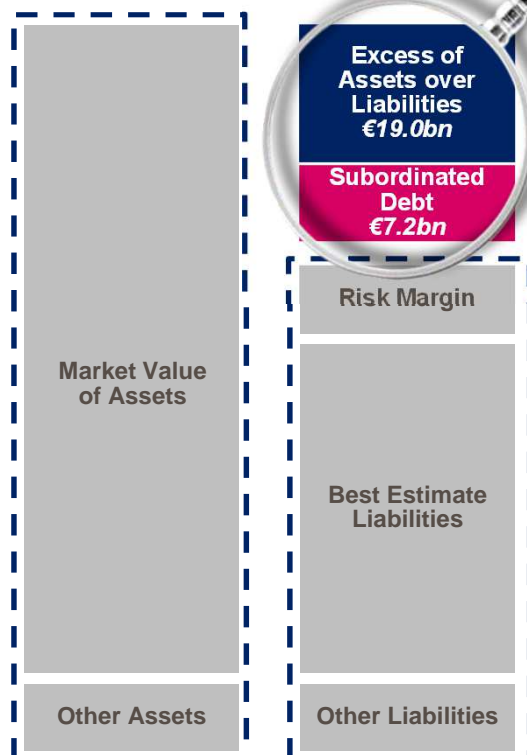 Excess of
Assets over
Liabilities
€19.0bn
Subordinated
Debt
€7.2bn
Risk Margin
Market Value
of Assets
Best Estimate
Liabilities
Other Assets
Other Liabilities